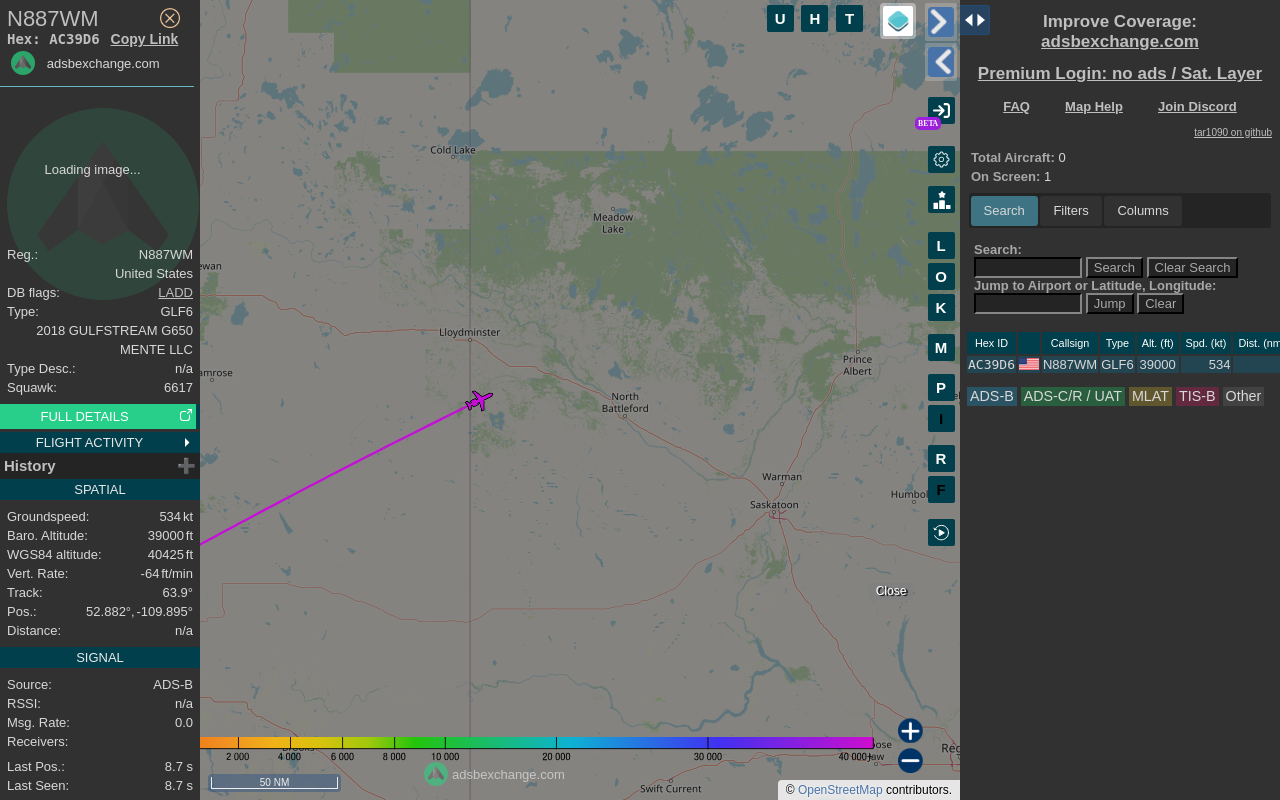 N887WM
Hex: AC39D6 Copy Link
adsbexchange.com
Loading image...
Reg.: N887WM
United States
DB flags: LADD
Type: GLF6
2018 GULFSTREAM G650
MENTE LLC
Type Desc.: n/a
Squawk: 6617
FULL DETAILS
FLIGHT ACTIVITY
History
SPATIAL
Groundspeed: 534 kt
Baro. Altitude: 39000 ft
WGS84 altitude: 40425 ft
Vert. Rate: -64 ft/min
Track: 63.9°
Pos.: 52.882°, -109.895°
Distance: n/a
SIGNAL
Source: ADS-B
RSSI: n/a
Msg. Rate: 0.0
Receivers:
Last Pos.: 8.7 s
Last Seen: 8.7 s
U H T
BETA
L
O
K
M
P
I
R
F
Cold Lake
Meadow
Lake
ewan
Lloydminster
amrose
Prince
Albert
North
Battleford
Warman
Saskatoon
Humbol
Close
2 000 4 000 6 000 8 000 10 000 20 000 30 000 40 000+
ose
Jaw
Reg
Swift Current
50 NM
adsbexchange.com
© OpenStreetMap contributors.
Improve Coverage:
adsbexchange.com
Premium Login: no ads / Sat. Layer
FAQ Map Help Join Discord
tar1090 on github
Total Aircraft: 0
On Screen: 1
Search Filters Columns
Search:
Search Clear Search
Jump to Airport or Latitude, Longitude:
Jump Clear
Hex ID Callsign Type Alt. (ft) Spd. (kt) Dist. (nm
AC39D6 N887WM GLF6 39000 534
ADS-B ADS-C/R / UAT MLAT TIS-B Other